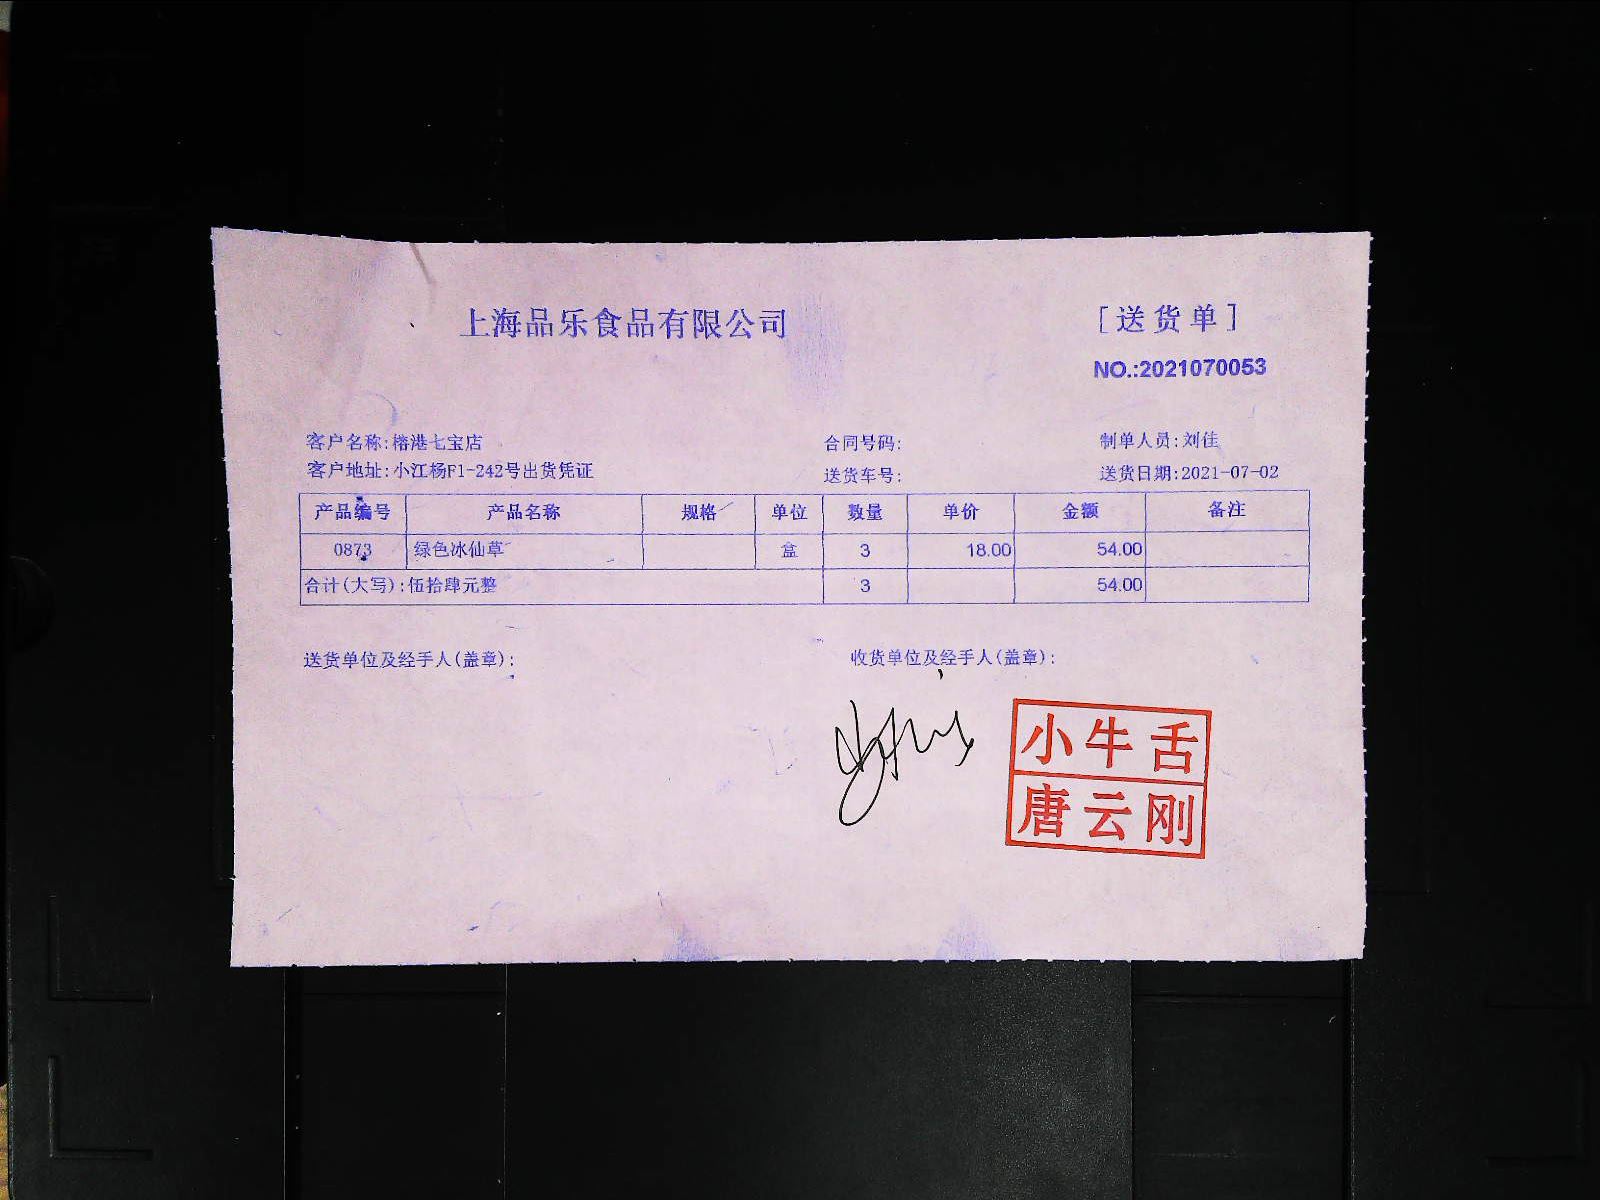 上海品乐食品有限公司 [送货单]
NO.:2021070053
客户名称:榕港七宝店 合同号码: 制单人员:刘佳
客户地址:小江杨F1-242号出货凭证 送货车号: 送货日期:2021-07-02
产品编号 产品名称 规格 单位 数量 单价 金额 备注
0873 绿色冰仙草 盒 3 18.00 54.00
合计(大写):伍拾肆元整 3 54.00
送货单位及经手人(盖章): 收货单位及经手人(盖章):
小牛舌
唐云刚